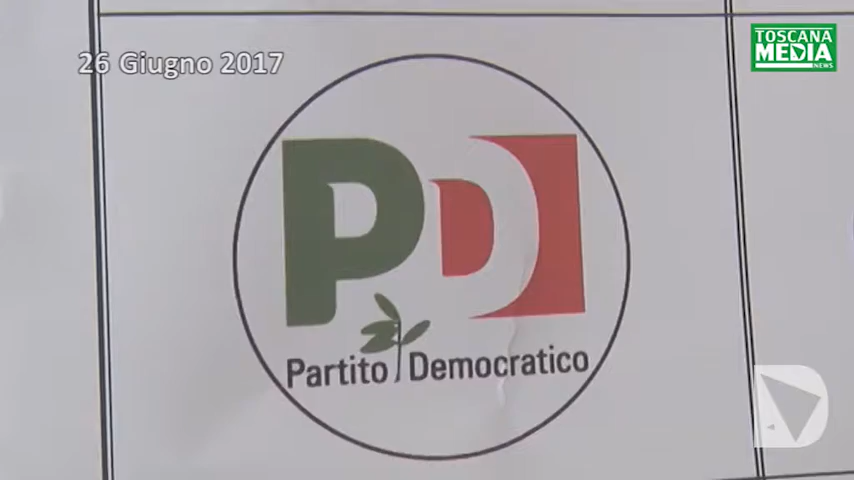 26 Giugno 2017
TOSCANA
MEDIA
NEWS
PD
Partito Democratico